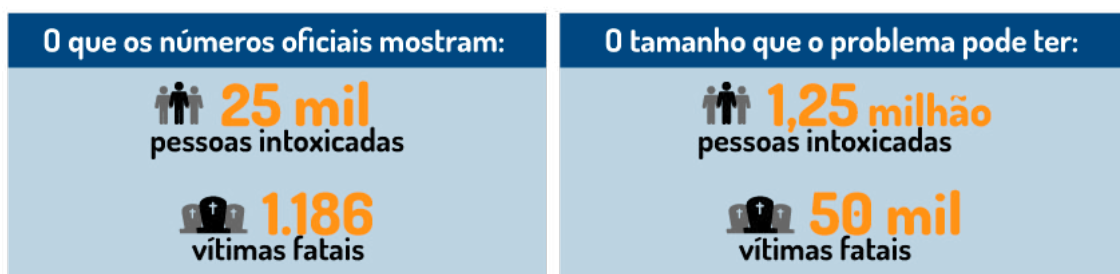 O que os números oficiais mostram:
25 mil
pessoas intoxicadas
1.186
vítimas fatais
O tamanho que o problema pode ter:
1,25 milhão
pessoas intoxicadas
50 mil
vítimas fatais